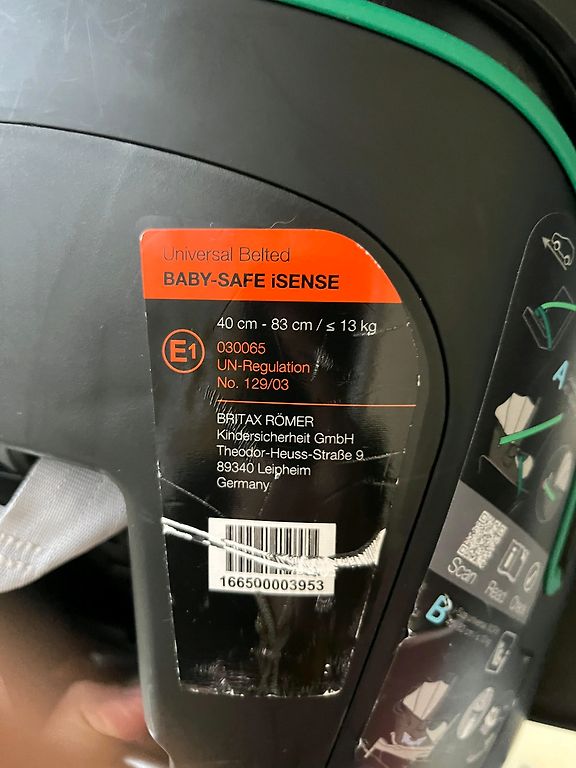 Universal Belted
BABY-SAFE iSENSE
40 cm - 83 cm / ≤ 13 kg
E1
030065
UN-Regulation
No. 129/03
BRITAX RÖMER
Kindersicherheit GmbH
Theodor-Heuss-Straße 9
89340 Leipheim
Germany
166500003953
A
Scan
Read
B